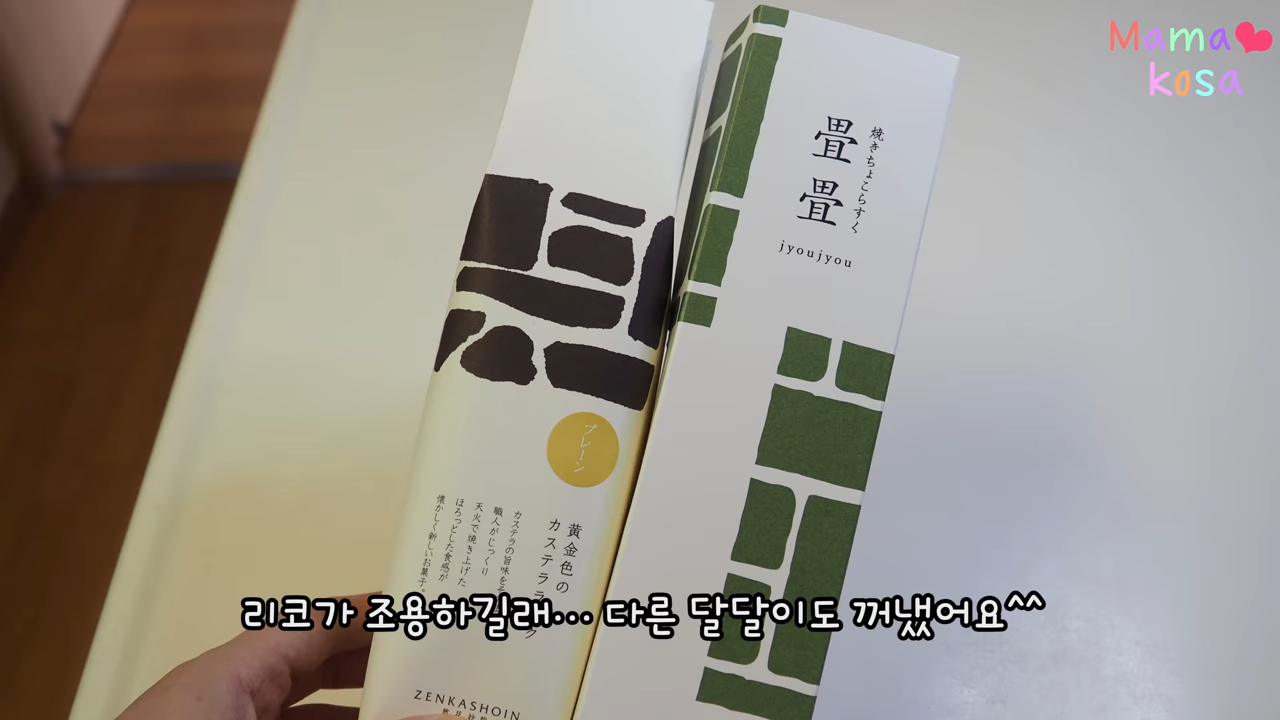 Mama
kosa
焼きちょこらすく
畳畳
jyoujyou
プレーン
黄金色の
カステララ
カステラの旨味を
職人がじっくり
天火で焼き上げた
ほろっとした食感が
懐かしく新しいお菓子。
ZENKASHOIN
리코가 조용하길래... 다른 달달이도 꺼냈어요^^